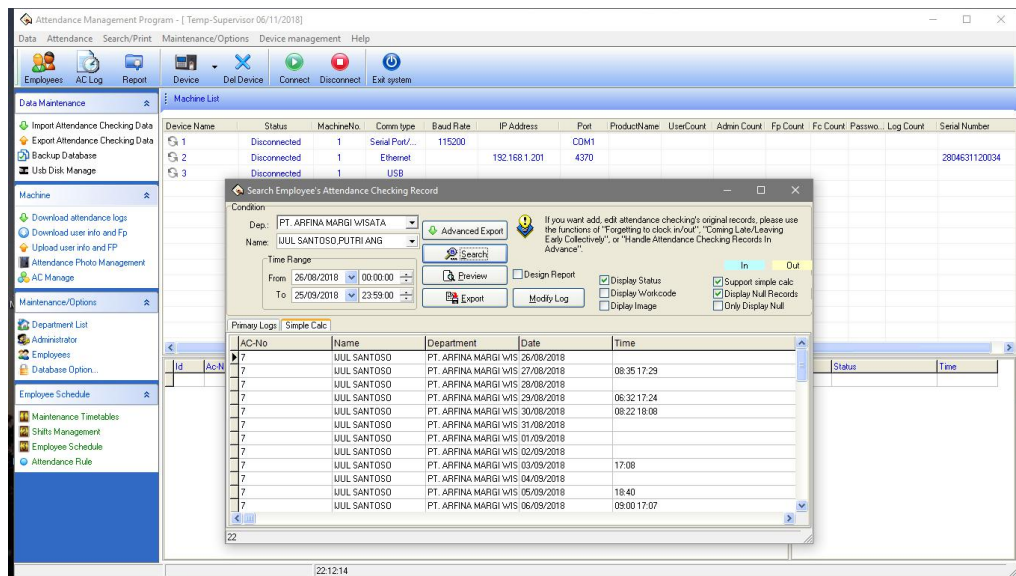 Attendance Management Program - [ Temp-Supervisor 06/11/2018]
Data Attendance Search/Print Maintenance/Options Device management Help
Employees AC Log Report Device Del Device Connect Disconnect Exit system
Data Maintenance
Import Attendance Checking Data
Export Attendance Checking Data
Backup Database
Usb Disk Manage
Machine
Download attendance logs
Download user info and Fp
Upload user info and FP
Attendance Photo Management
AC Manage
Maintenance/Options
Department List
Administrator
Employees
Database Option...
Employee Schedule
Maintenance Timetables
Shifts Management
Employee Schedule
Attendance Rule
Machine List
Device Name Status MachineNo. Comm type Baud Rate IP Address Port ProductName UserCount Admin Count Fp Count Fc Count Passwo... Log Count Serial Number
1 Disconnected 1 Serial Port/... 115200 COM1
2 Disconnected 1 Ethernet 192.168.1.201 4370 2804631120034
3 Disconnected 1 USB
Search Employee's Attendance Checking Record
Condition
Dep.: PT. ARFINA MARGI WISATA
Name: IJUL SANTOSO,PUTRI ANG
Time Range
From 26/08/2018 00:00:00
To 25/09/2018 23:59:00
Advanced Export
Search
Preview
Export
Design Report
Modify Log
If you want add, edit attendance checking's original records, please use
the functions of "Forgetting to clock in/out", "Coming Late/Leaving
Early Collectively", or "Handle Attendance Checking Records In
Advance".
In Out
Display Status
Display Workcode
Diplay Image
Support simple calc
Display Null Records
Only Display Null
Primary Logs Simple Calc
AC-No Name Department Date Time
7 IJUL SANTOSO PT. ARFINA MARGI WIS 26/08/2018
7 IJUL SANTOSO PT. ARFINA MARGI WIS 27/08/2018 08:35 17:29
7 IJUL SANTOSO PT. ARFINA MARGI WIS 28/08/2018
7 IJUL SANTOSO PT. ARFINA MARGI WIS 29/08/2018 06:32 17:24
7 IJUL SANTOSO PT. ARFINA MARGI WIS 30/08/2018 08:22 18:08
7 IJUL SANTOSO PT. ARFINA MARGI WIS 31/08/2018
7 IJUL SANTOSO PT. ARFINA MARGI WIS 01/09/2018
7 IJUL SANTOSO PT. ARFINA MARGI WIS 02/09/2018
7 IJUL SANTOSO PT. ARFINA MARGI WIS 03/09/2018 17:08
7 IJUL SANTOSO PT. ARFINA MARGI WIS 04/09/2018
7 IJUL SANTOSO PT. ARFINA MARGI WIS 05/09/2018 18:40
7 IJUL SANTOSO PT. ARFINA MARGI WIS 06/09/2018 09:00 17:07
22
Id Ac-N
Status Time
22:12:14